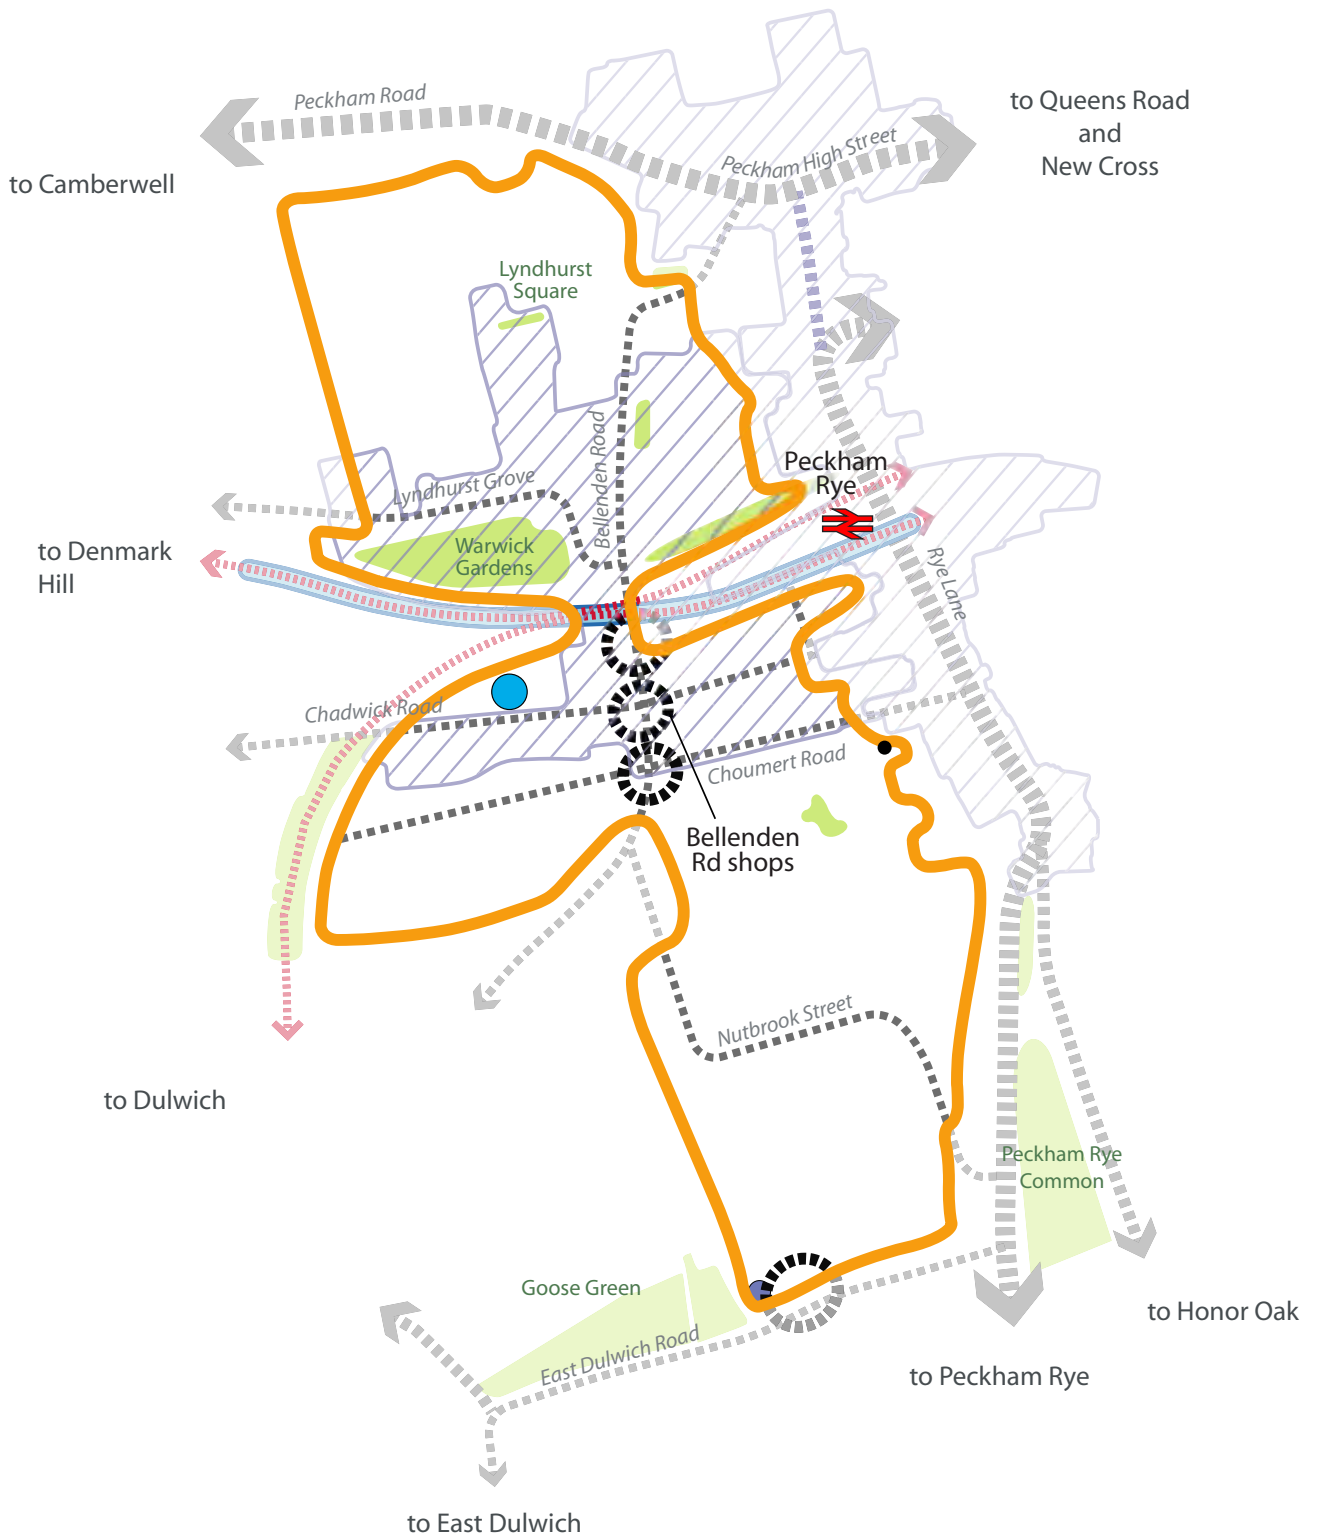 Peckham Road
to Queens Road
and
New Cross
Peckham High Street
to Camberwell
Lyndhurst
Square
Bellenden Road
Peckham
Rye
Lyndhurst Grove
to Denmark
Hill
Warwick
Gardens
Rye Lane
Chadwick Road
Choumert Road
Bellenden
Rd shops
Nutbrook Street
to Dulwich
Peckham Rye
Common
Goose Green
to Honor Oak
East Dulwich Road
to Peckham Rye
to East Dulwich